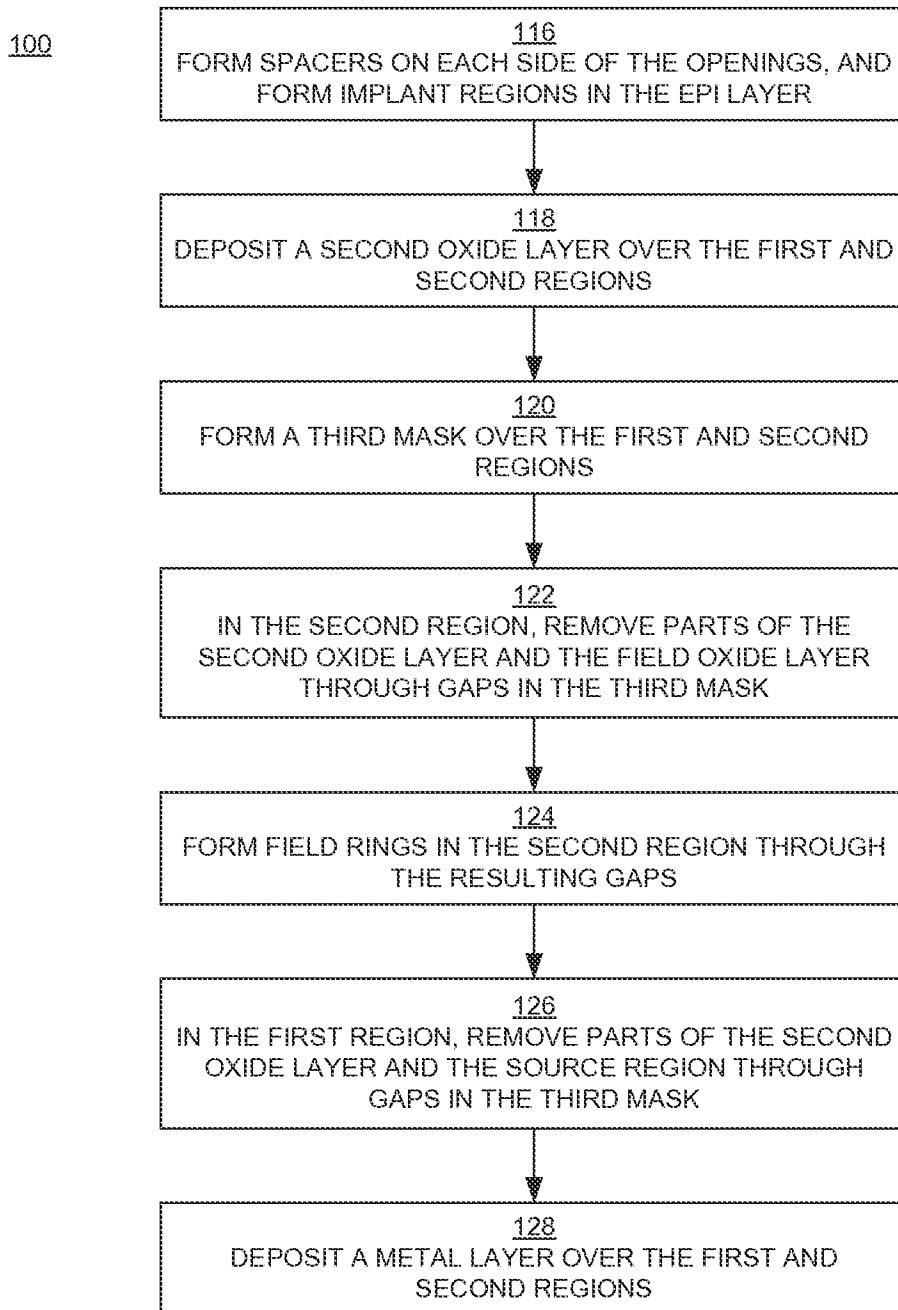 100
116
FORM SPACERS ON EACH SIDE OF THE OPENINGS, AND
FORM IMPLANT REGIONS IN THE EPI LAYER
118
DEPOSIT A SECOND OXIDE LAYER OVER THE FIRST AND
SECOND REGIONS
120
FORM A THIRD MASK OVER THE FIRST AND SECOND
REGIONS
122
IN THE SECOND REGION, REMOVE PARTS OF THE
SECOND OXIDE LAYER AND THE FIELD OXIDE LAYER
THROUGH GAPS IN THE THIRD MASK
124
FORM FIELD RINGS IN THE SECOND REGION THROUGH
THE RESULTING GAPS
126
IN THE FIRST REGION, REMOVE PARTS OF THE SECOND
OXIDE LAYER AND THE SOURCE REGION THROUGH
GAPS IN THE THIRD MASK
128
DEPOSIT A METAL LAYER OVER THE FIRST AND
SECOND REGIONS